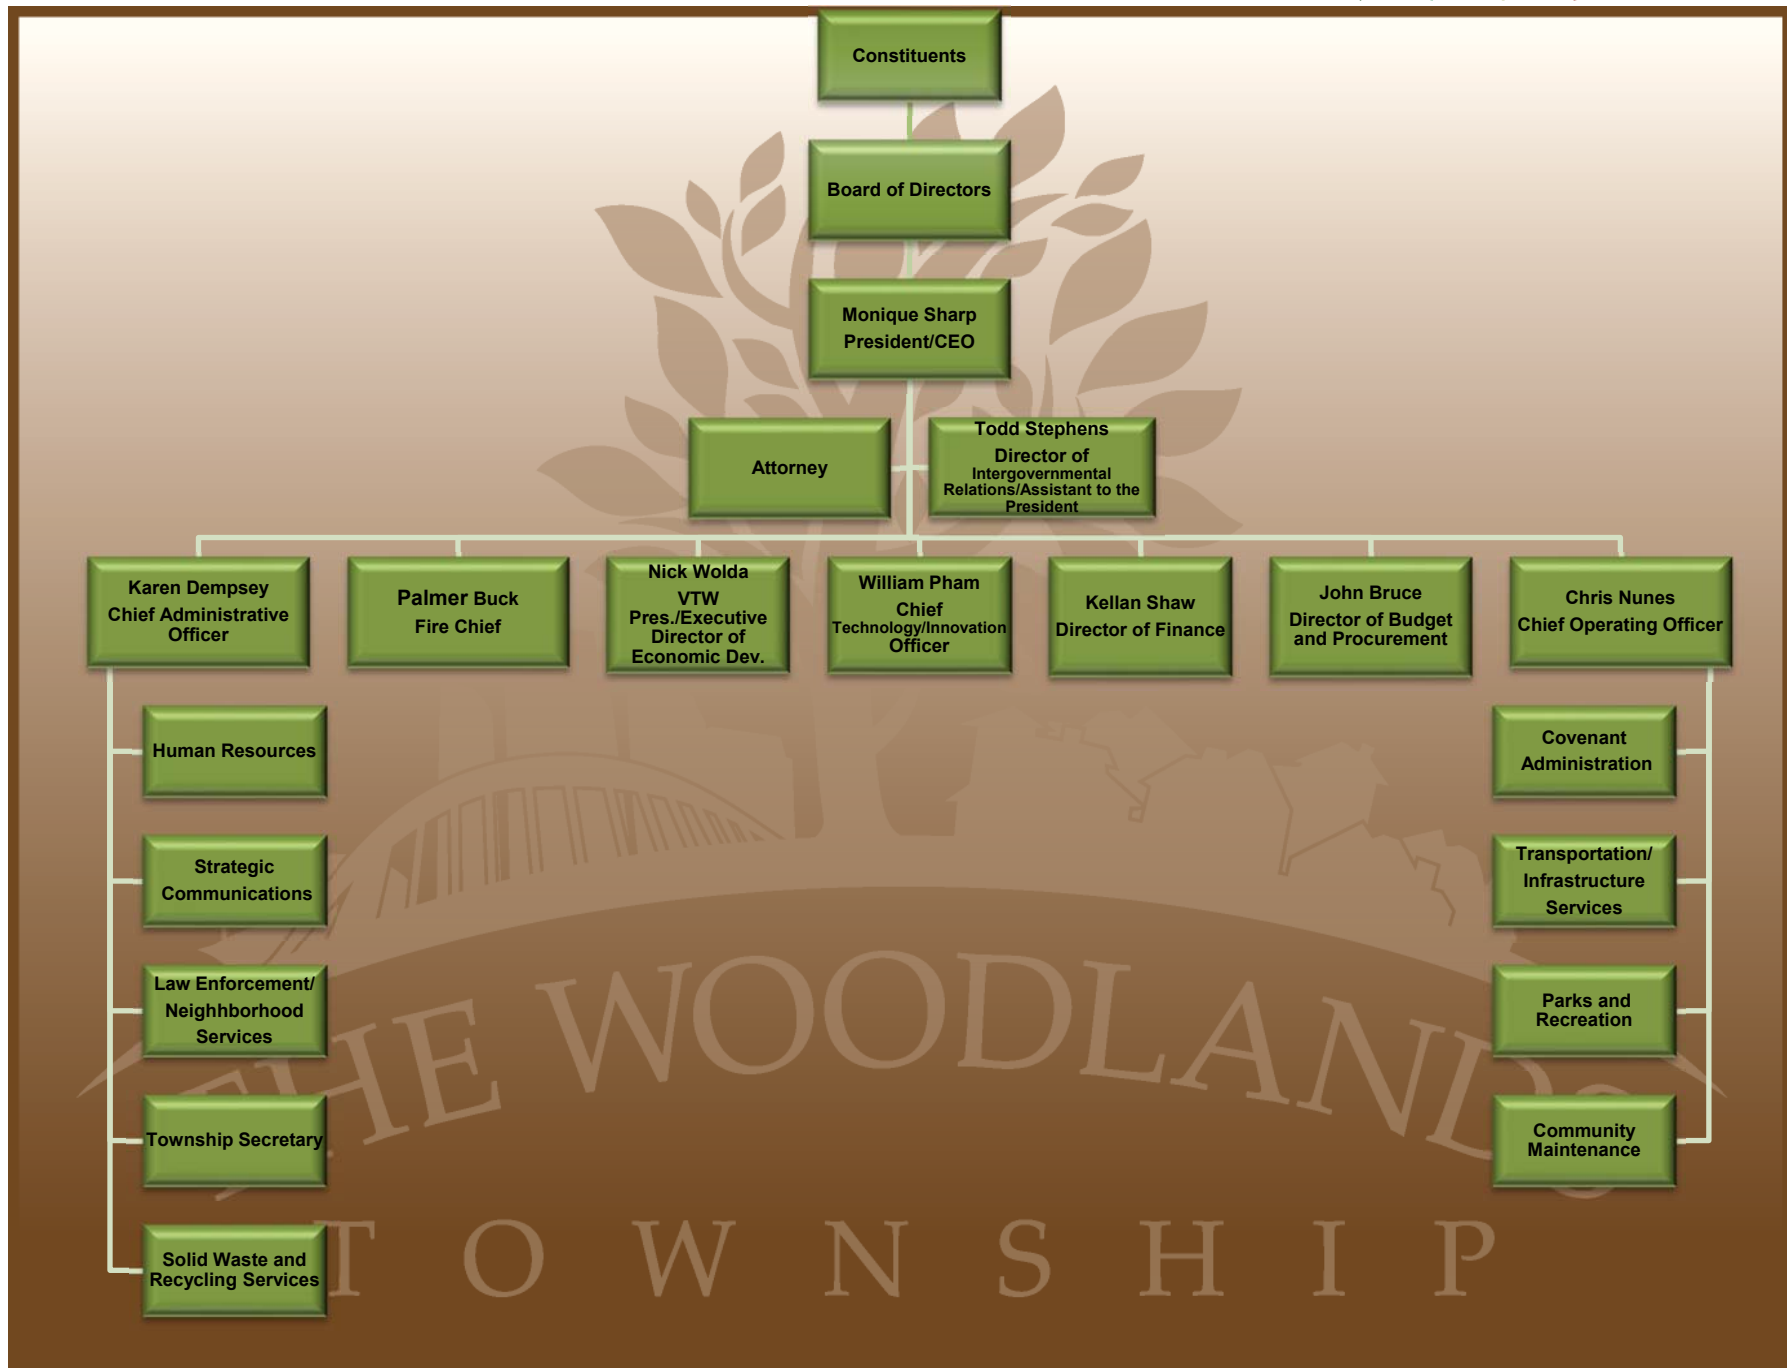 Constituents
Board of Directors
Monique Sharp
President/CEO
Attorney
Todd Stephens
Director of
Intergovernmental
Relations/Assistant to the
President
Karen Dempsey
Chief Administrative
Officer
Palmer Buck
Fire Chief
Nick Wolda
VTW
Pres./Executive
Director of
Economic Dev.
William Pham
Chief
Technology/Innovation
Officer
Kellan Shaw
Director of Finance
John Bruce
Director of Budget
and Procurement
Chris Nunes
Chief Operating Officer
Human Resources
Strategic
Communications
Law Enforcement/
Neighhborhood
Services
Township Secretary
Solid Waste and
Recycling Services
Covenant
Administration
Transportation/
Infrastructure
Services
Parks and
Recreation
Community
Maintenance
THE WOODLANDS
TOWNSHIP